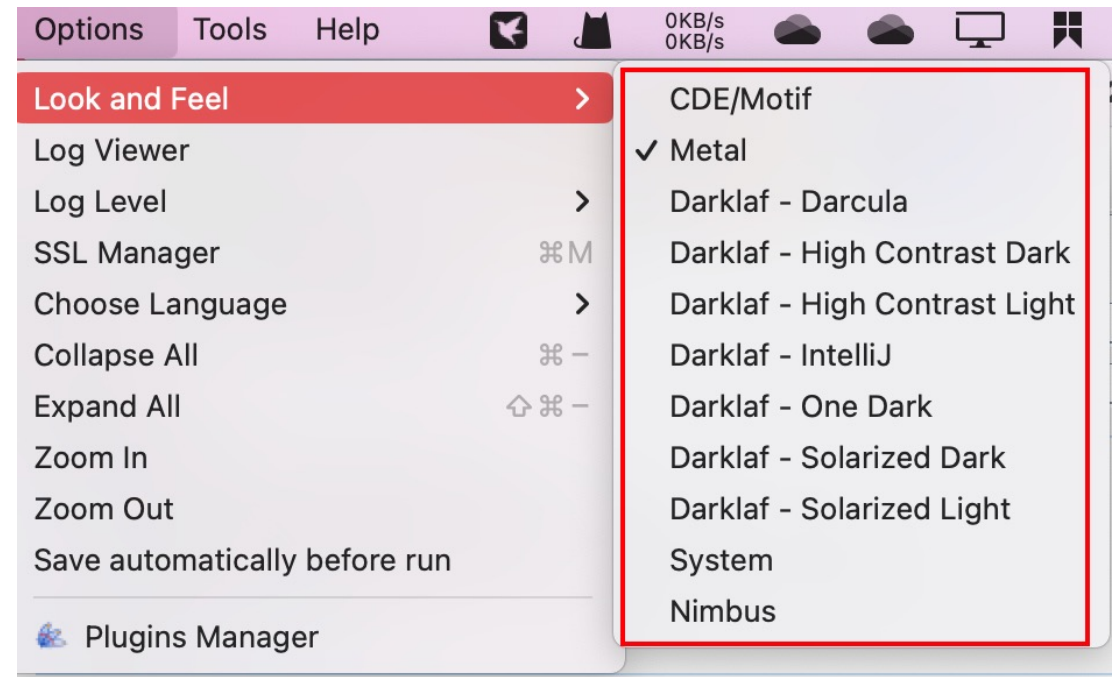 Options Tools Help 0KB/s
0KB/s
Look and Feel
Log Viewer
Log Level
SSL Manager ⌘M
Choose Language
Collapse All ⌘ −
Expand All ⇧⌘ −
Zoom In
Zoom Out
Save automatically before run
Plugins Manager
CDE/Motif
✓ Metal
Darklaf - Darcula
Darklaf - High Contrast Dark
Darklaf - High Contrast Light
Darklaf - IntelliJ
Darklaf - One Dark
Darklaf - Solarized Dark
Darklaf - Solarized Light
System
Nimbus